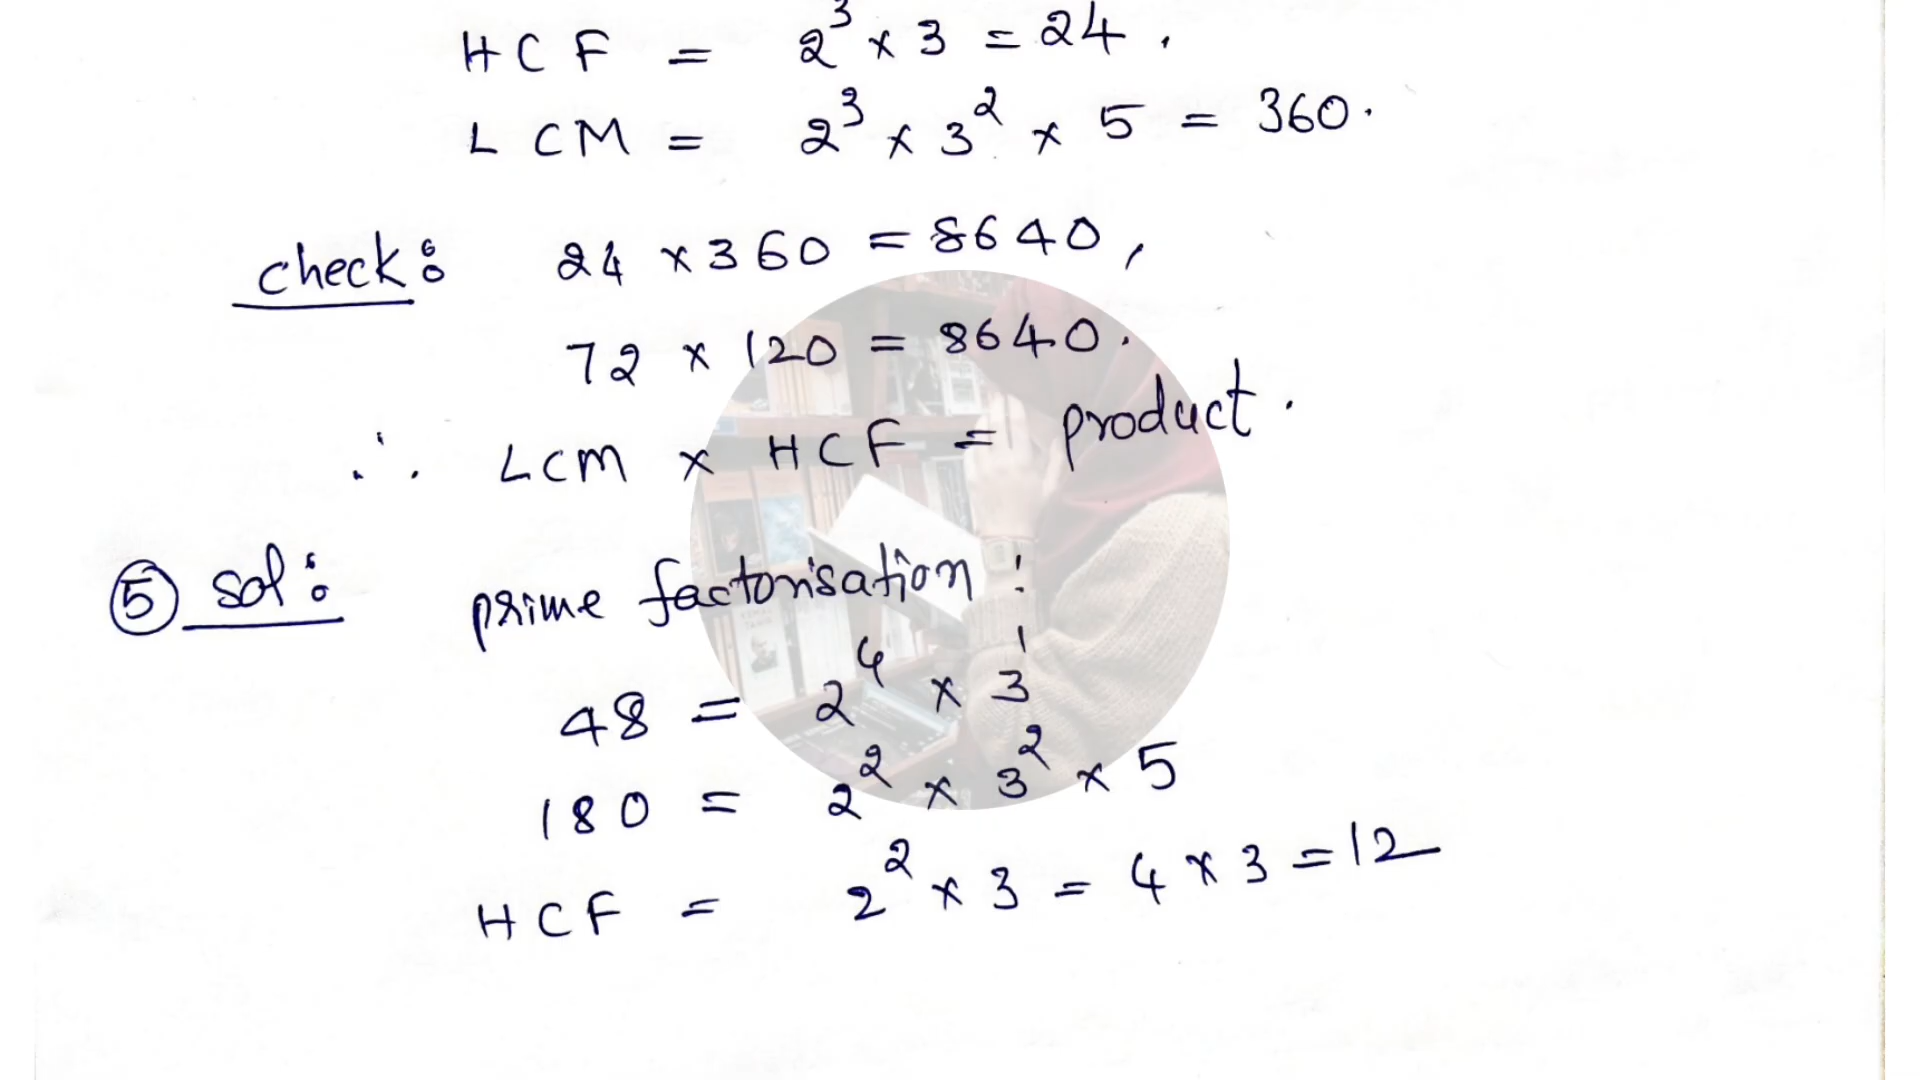 HCF = 2³ × 3 = 24.
LCM = 2³ × 3² × 5 = 360.
check: 24 × 360 = 8640,
72 × 120 = 8640.
∴ LCM × HCF = product.
⑤ sol: prime factorisation:
48 = 2⁴ × 3¹
180 = 2² × 3² × 5
HCF = 2² × 3 = 4 × 3 = 12